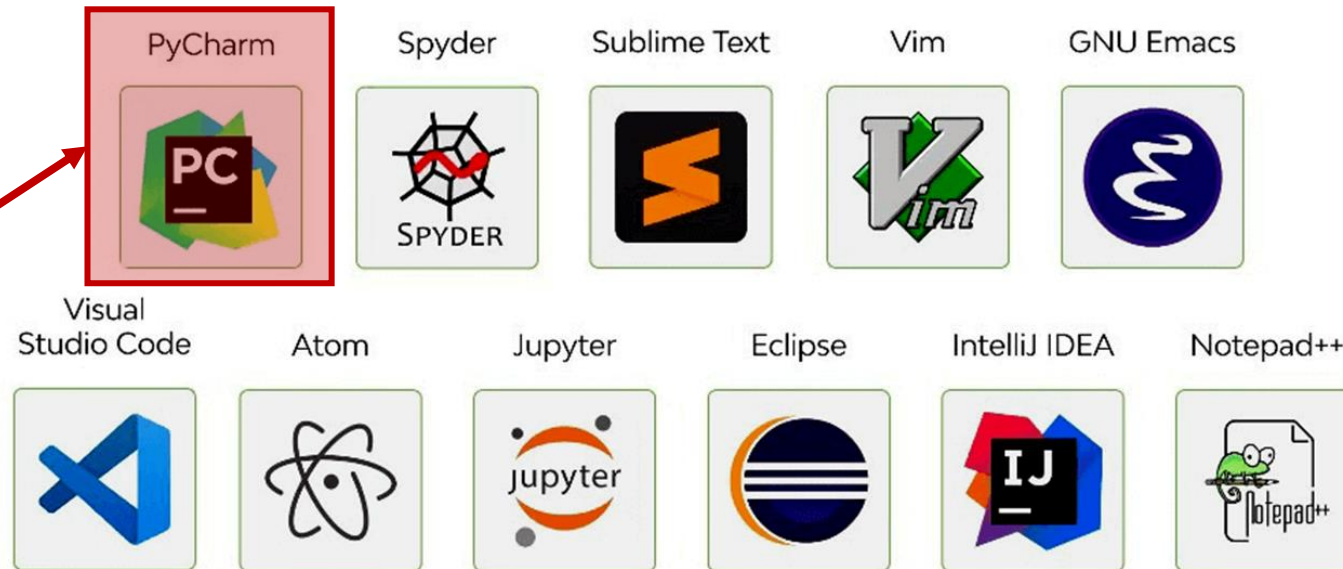 PyCharm
Spyder
Sublime Text
Vim
GNU Emacs
PC
SPYDER
Vim
Visual
Studio Code
Atom
Jupyter
Eclipse
IntelliJ IDEA
Notepad++
jupyter
IJ
Notepad++